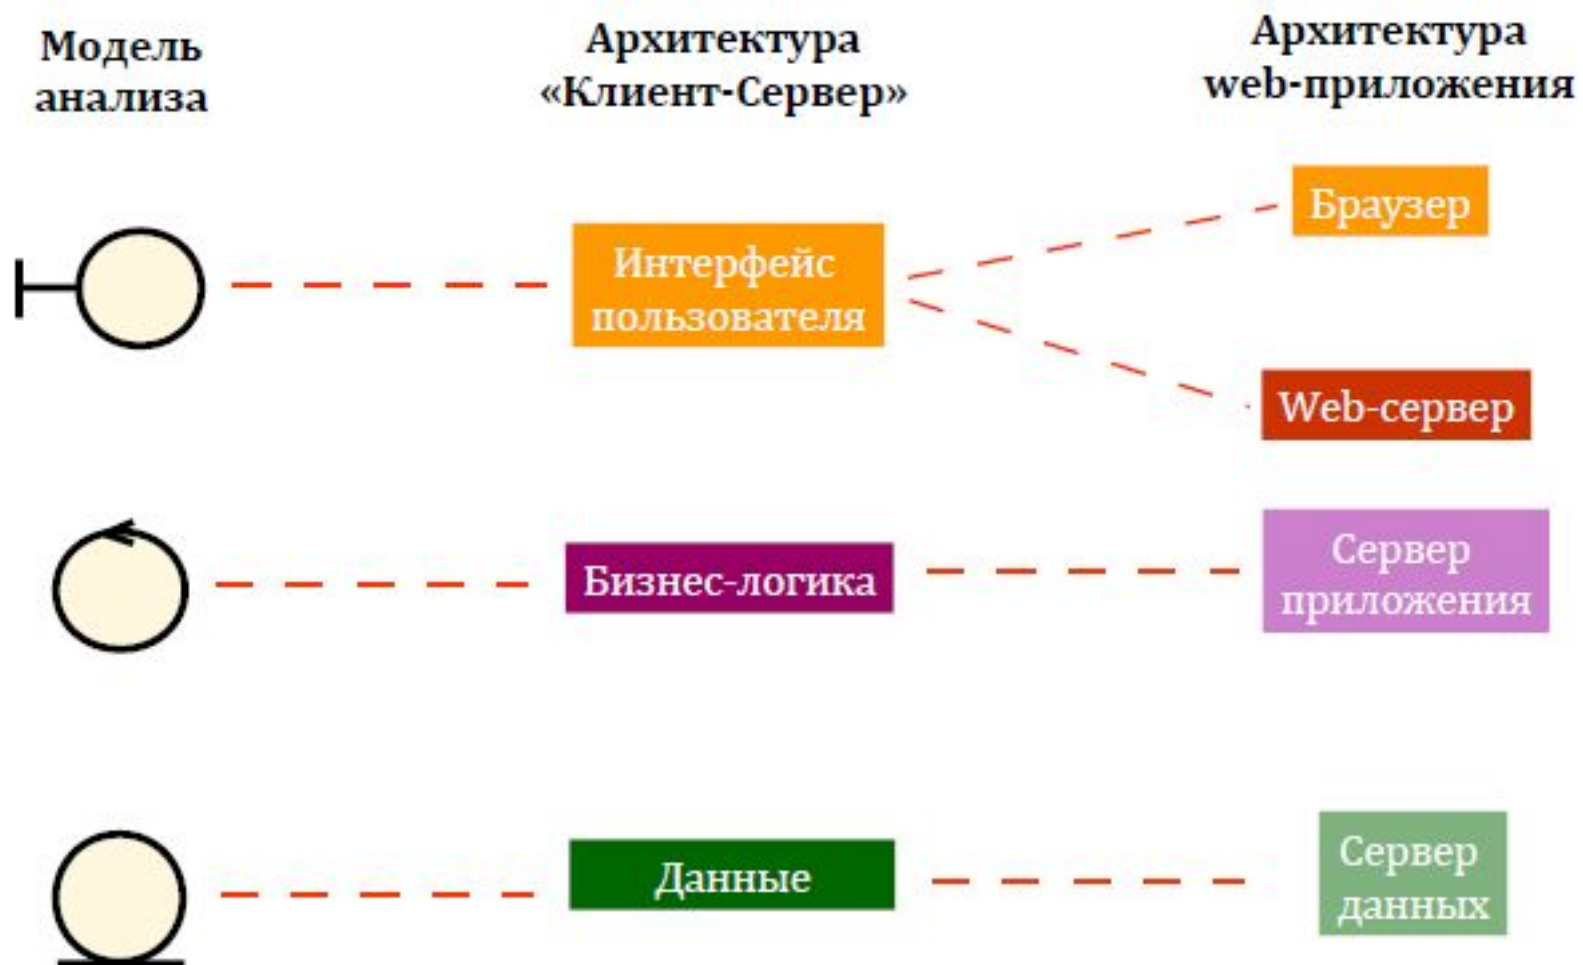 Модель
анализа
Архитектура
«Клиент-Сервер»
Архитектура
web-приложения
Интерфейс
пользователя
Браузер
Web-сервер
Бизнес-логика
Сервер
приложения
Данные
Сервер
данных